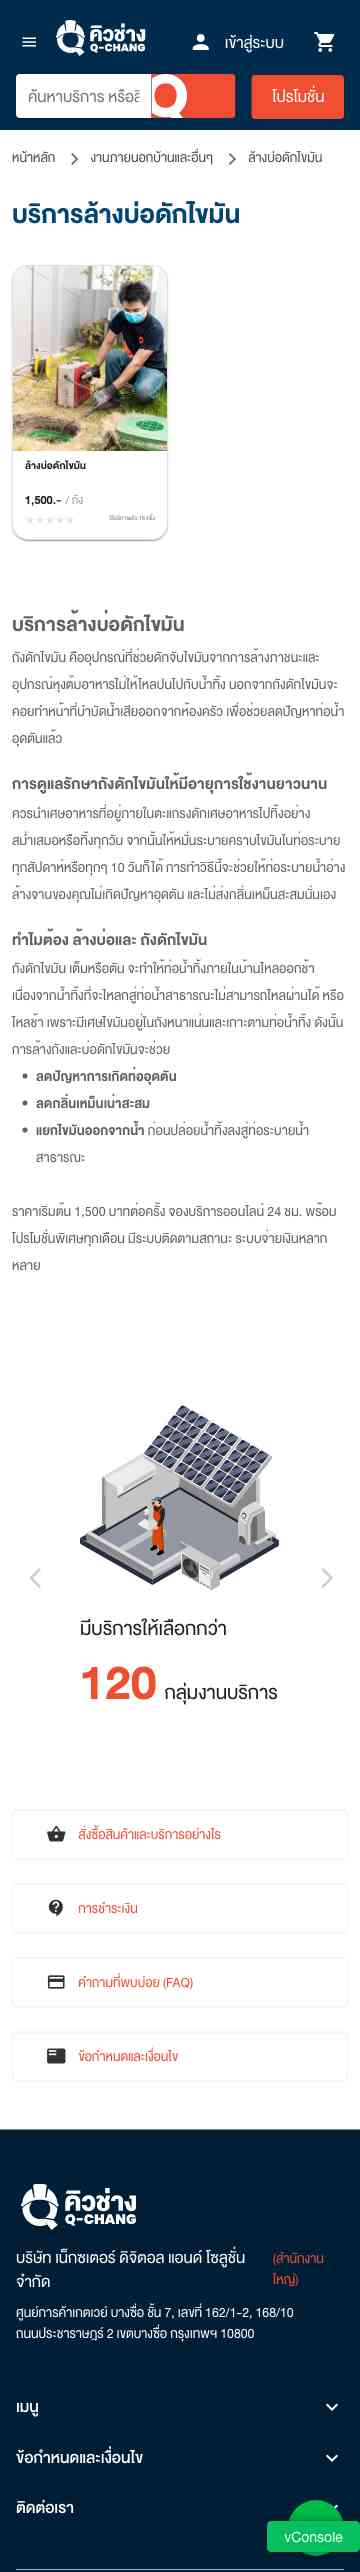 คิวช่าง
Q-CHANG
เข้าสู่ระบบ
ค้นหาบริการ หรือสิ
โปรโมชั่น
หน้าหลัก > งานภายนอกบ้านและอื่นๆ > ล้างบ่อดักไขมัน
บริการล้างบ่อดักไขมัน
ล้างบ่อดักไขมัน
1,500.- / ถัง
บริการล้างบ่อดักไขมัน
ถังดักไขมัน คืออุปกรณ์ที่ช่วยดักจับไขมันจากการล้างภาชนะและ
อุปกรณ์หุงต้มอาหารไม่ให้ไหลปนไปกับน้ำทิ้ง นอกจากถังดักไขมันจะ
คอยทำหน้าที่บำบัดน้ำเสียออกจากห้องครัว เพื่อช่วยลดปัญหาท่อน้ำ
อุดตันแล้ว
การดูแลรักษาถังดักไขมันให้มีอายุการใช้งานยาวนาน
ควรนำเศษอาหารที่อยู่ภายในตะแกรงดักเศษอาหารไปทิ้งอย่าง
สม่ำเสมอหรือทิ้งทุกวัน จากนั้นให้หมั่นระบายคราบไขมันในท่อระบาย
ทุกสัปดาห์หรือทุกๆ 10 วันก็ได้ การทำวิธีนี้จะช่วยให้ท่อระบายน้ำอ่าง
ล้างจานของคุณไม่เกิดปัญหาอุดตัน และไม่ส่งกลิ่นเหม็นสะสมนั่นเอง
ทำไมต้อง ล้างบ่อและ ถังดักไขมัน
ถังดักไขมัน เต็มหรือตัน จะทำให้ท่อน้ำทิ้งภายในบ้านไหลออกช้า
เนื่องจากน้ำทิ้งที่จะไหลลงสู่ท่อน้ำสาธารณะไม่สามารถไหลผ่านได้ หรือ
ไหลช้า เพราะมีเศษไขมันอยู่ในถังหนาแน่นและเกาะตามท่อน้ำทิ้ง ดังนั้น
การล้างถังและบ่อดักไขมันจะช่วย
• ลดปัญหาการเกิดท่ออุดตัน
• ลดกลิ่นเหม็นเน่าสะสม
• แยกไขมันออกจากน้ำ ก่อนปล่อยน้ำทิ้งลงสู่ท่อระบายน้ำ
สาธารณะ
ราคาเริ่มต้น 1,500 บาทต่อครั้ง จองบริการออนไลน์ 24 ชม. พร้อม
โปรโมชั่นพิเศษทุกเดือน มีระบบติดตามสถานะ ระบบจ่ายเงินหลาก
หลาย
มีบริการให้เลือกกว่า
120 กลุ่มงานบริการ
สั่งซื้อสินค้าและบริการอย่างไร
การชำระเงิน
คำถามที่พบบ่อย (FAQ)
ข้อกำหนดและเงื่อนไข
คิวช่าง
Q-CHANG
บริษัท เน็กซเตอร์ ดิจิตอล แอนด์ โซลูชั่น
จำกัด
(สำนักงาน
ใหญ่)
ศูนย์การค้าเกตเวย์ บางซื่อ ชั้น 7, เลขที่ 162/1-2, 168/10
ถนนประชาราษฎร์ 2 เขตบางซื่อ กรุงเทพฯ 10800
เมนู
ข้อกำหนดและเงื่อนไข
ติดต่อเรา
vConsole